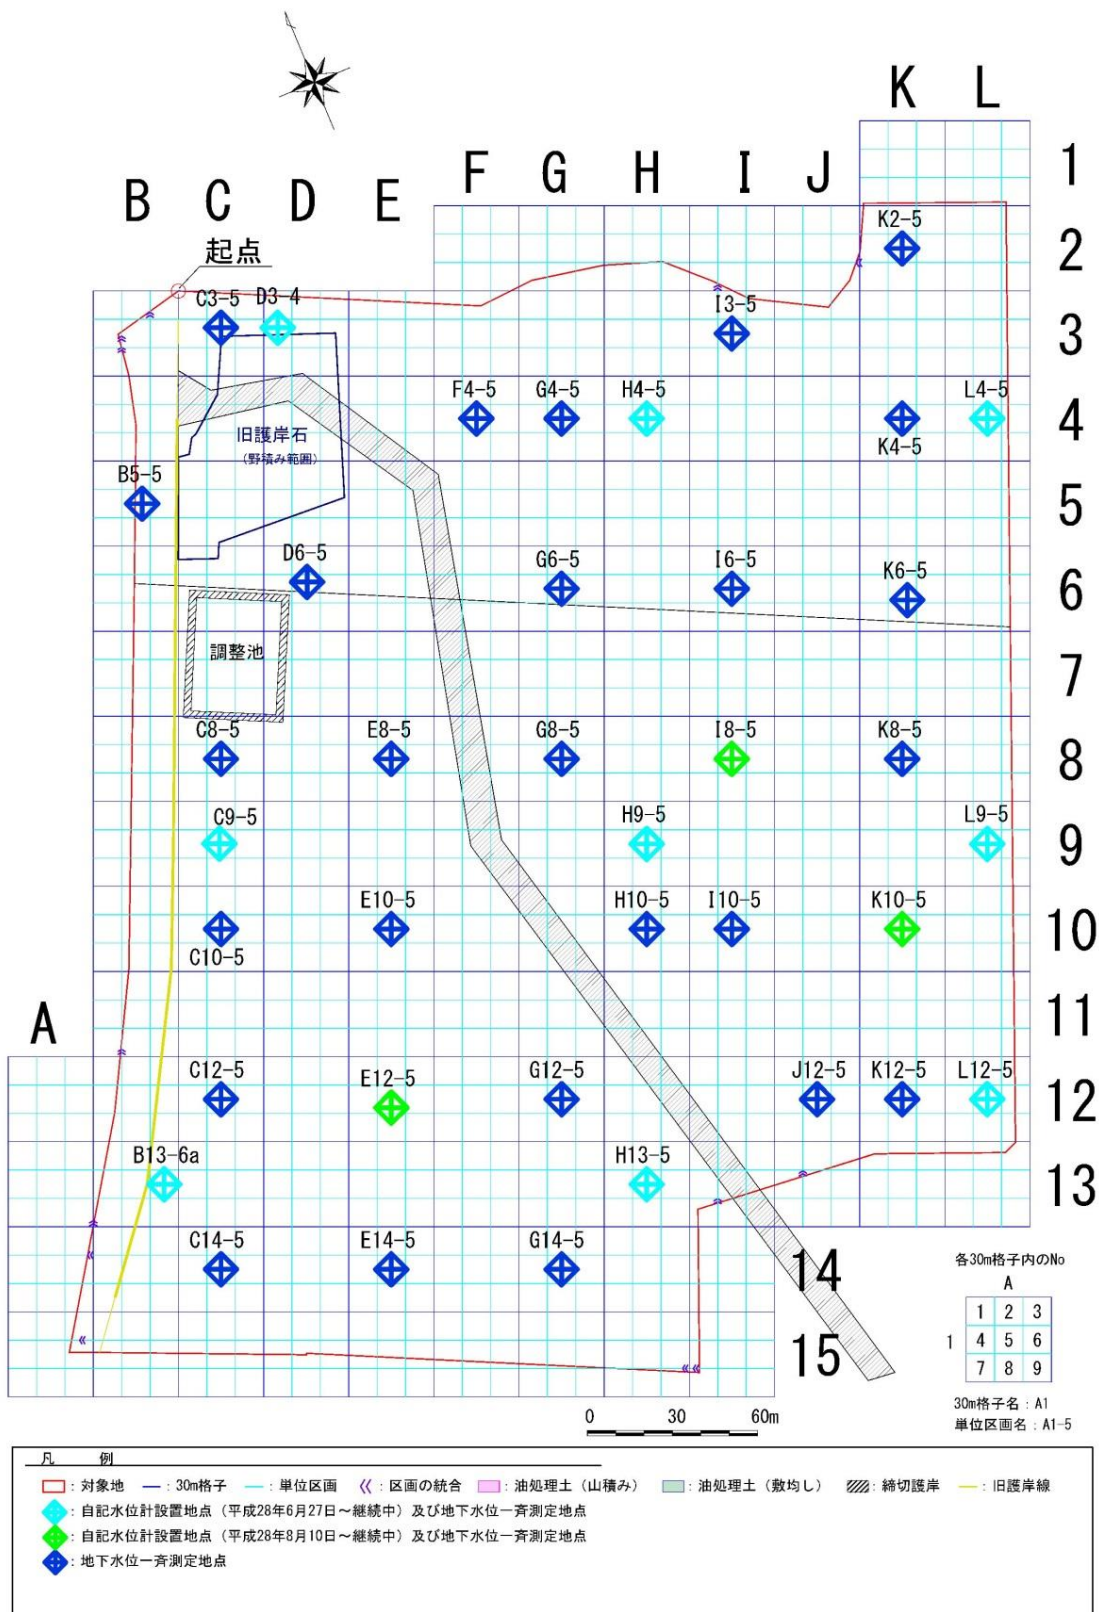 K L
1
F G H I J
B C D E
K2-5
2
起点
C3-5 D3-4
I3-5
3
F4-5 G4-5 H4-5 L4-5
4
K4-5
旧護岸石
(野積み範囲)
B5-5
5
D6-5 G6-5 I6-5 K6-5
6
調整池
7
C8-5 E8-5 G8-5 I8-5 K8-5
8
C9-5 H9-5 L9-5
9
E10-5 H10-5 I10-5 K10-5
10
C10-5
A
11
C12-5 E12-5 G12-5 J12-5 K12-5 L12-5
12
B13-6a H13-5
13
C14-5 E14-5 G14-5
14
各30m格子内のNo
A
1 2 3
1 4 5 6
7 8 9
15
30m格子名：A1
単位区画名：A1-5
0 30 60m
凡 例
：対象地 ：30m格子 ：単位区画 ：区画の統合 ：油処理土（山積み） ：油処理土（敷均し） ：締切護岸 ：旧護岸線
：自記水位計設置地点（平成28年6月27日～継続中）及び地下水位一斉測定地点
：自記水位計設置地点（平成28年8月10日～継続中）及び地下水位一斉測定地点
：地下水位一斉測定地点